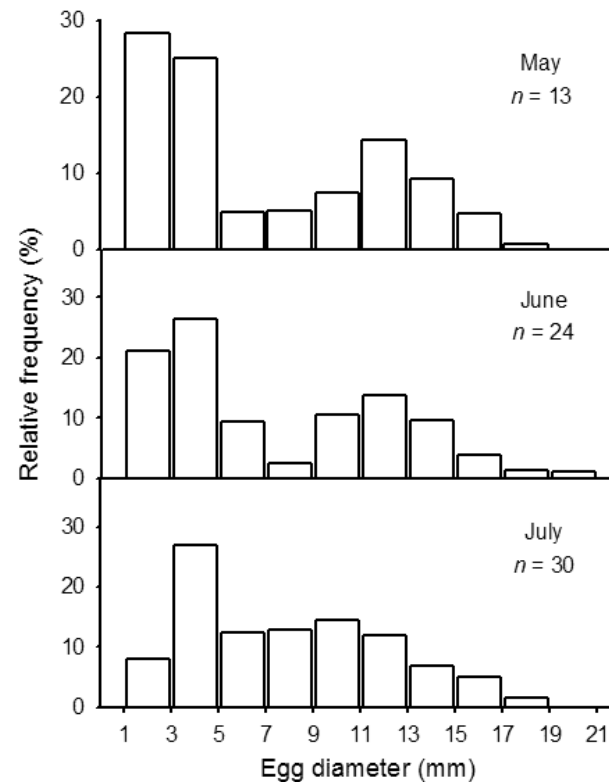 Relative frequency (%)
30
20
10
0
May
n = 13
30
20
10
0
June
n = 24
30
20
10
0
July
n = 30
1 3 5 7 9 11 13 15 17 19 21
Egg diameter (mm)